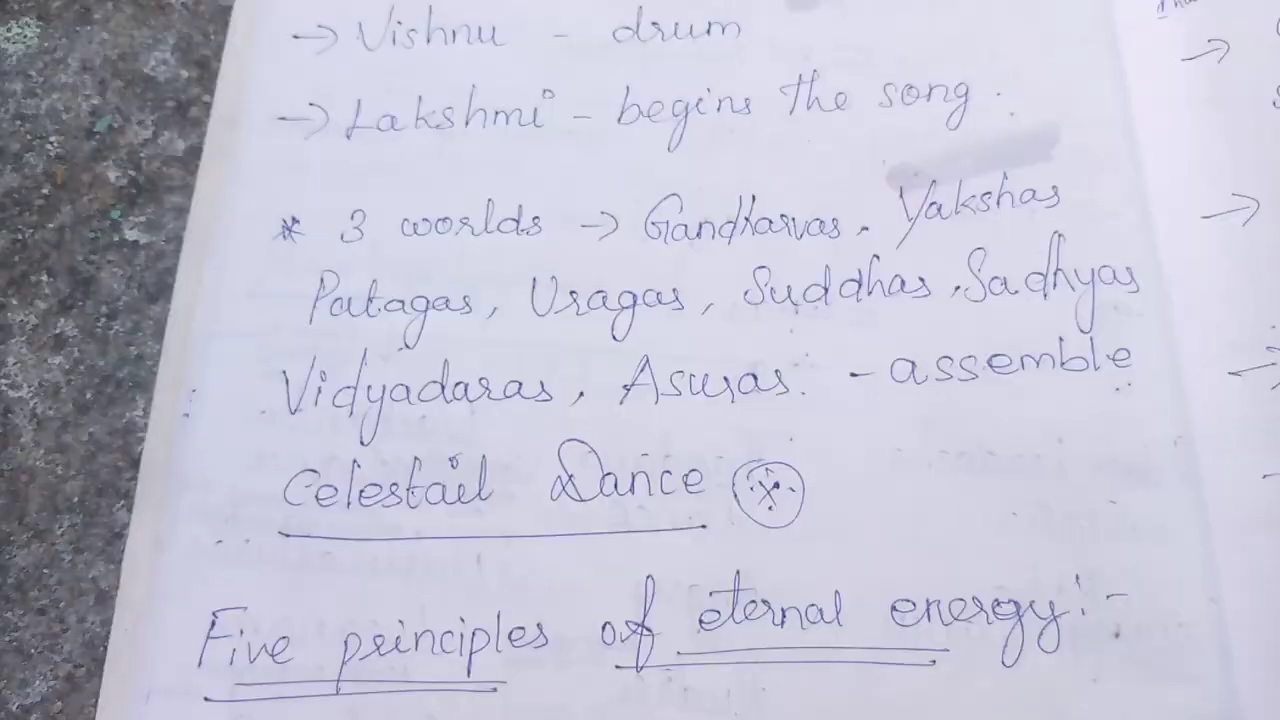 → Vishnu - drum
→ Lakshmi - begins the song.
* 3 worlds → Gandharvas. Yakshas
Patagas, Uragas, Suddhas, Sadhyas
Vidyadaras, Asuras. - assemble
Celestail Dance
Five principles of eternal energy:-